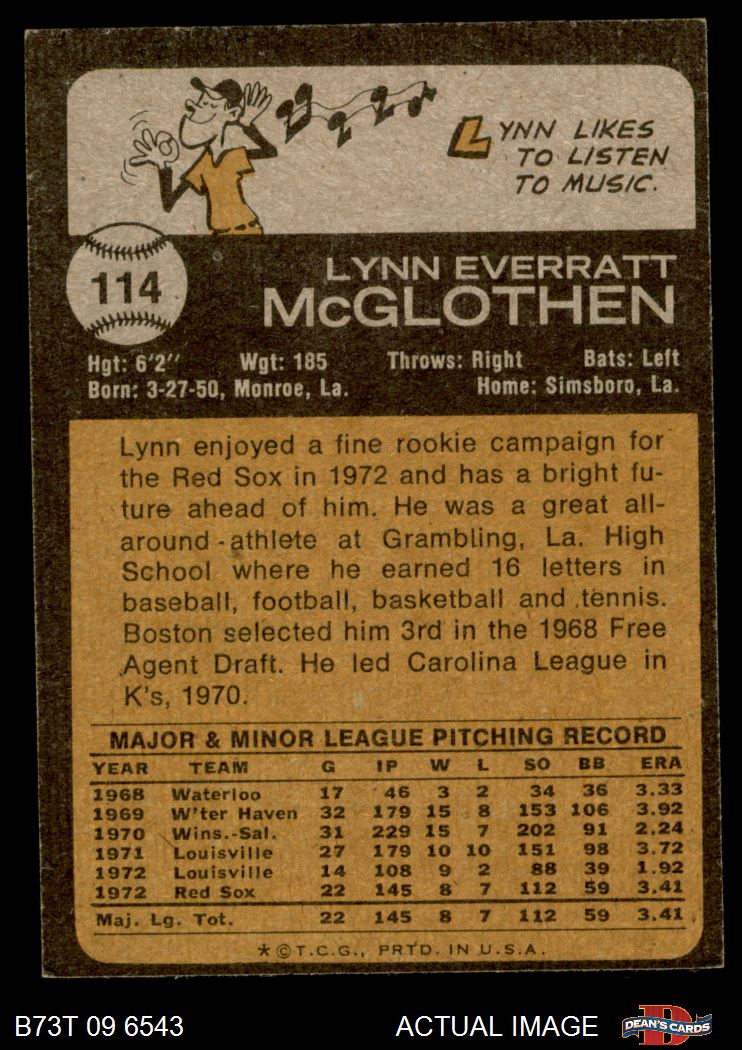 LYNN LIKES
TO LISTEN
TO MUSIC.
114
LYNN EVERRATT
McGLOTHEN
Hgt: 6'2" Wgt: 185 Throws: Right Bats: Left
Born: 3-27-50, Monroe, La. Home: Simsboro, La.
Lynn enjoyed a fine rookie campaign for
the Red Sox in 1972 and has a bright fu-
ture ahead of him. He was a great all-
around athlete at Grambling, La. High
School where he earned 16 letters in
baseball, football, basketball and tennis.
Boston selected him 3rd in the 1968 Free
Agent Draft. He led Carolina League in
K's, 1970.
MAJOR & MINOR LEAGUE PITCHING RECORD
YEAR TEAM G IP W L SO BB ERA
1968 Waterloo 17 46 3 2 34 36 3.33
1969 W'ter Haven 32 179 15 8 153 106 3.92
1970 Wins.-Sal. 31 229 15 7 202 91 2.24
1971 Louisville 27 179 10 10 151 98 3.72
1972 Louisville 14 108 9 2 88 39 1.92
1972 Red Sox 22 145 8 7 112 59 3.41
Maj. Lg. Tot. 22 145 8 7 112 59 3.41
* © T.C.G., PRTD. IN U.S.A.
B73T 09 6543 ACTUAL IMAGE D DEAN'S CARDS